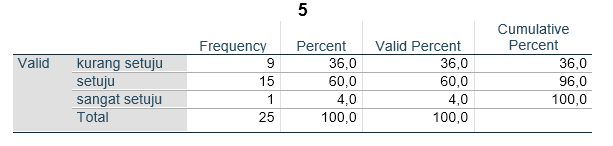 5
Cumulative
Frequency Percent Valid Percent Percent
Valid kurang setuju 9 36,0 36,0 36,0
setuju 15 60,0 60,0 96,0
sangat setuju 1 4,0 4,0 100,0
Total 25 100,0 100,0